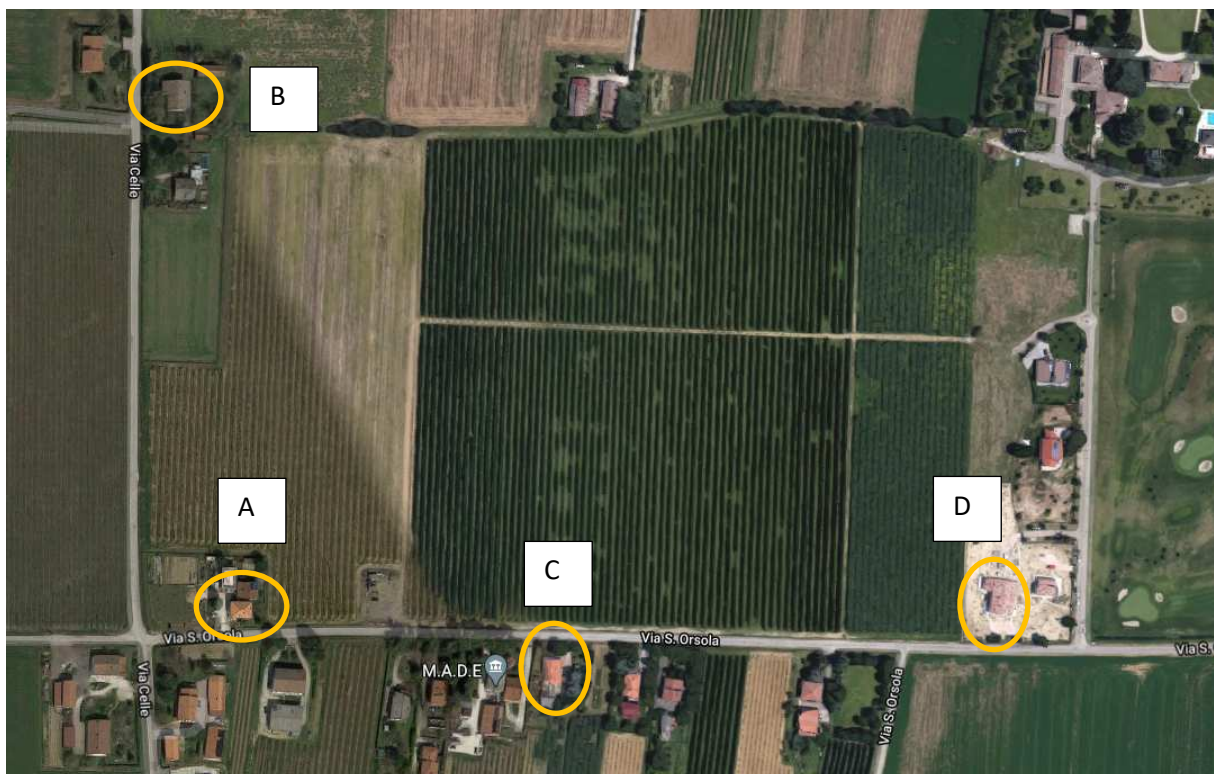 B
Via Celle
A
D
C
Via S. Orsola
Via S. Orsola
Via S.
M.A.D.E
Via Celle
Via S. Orsola